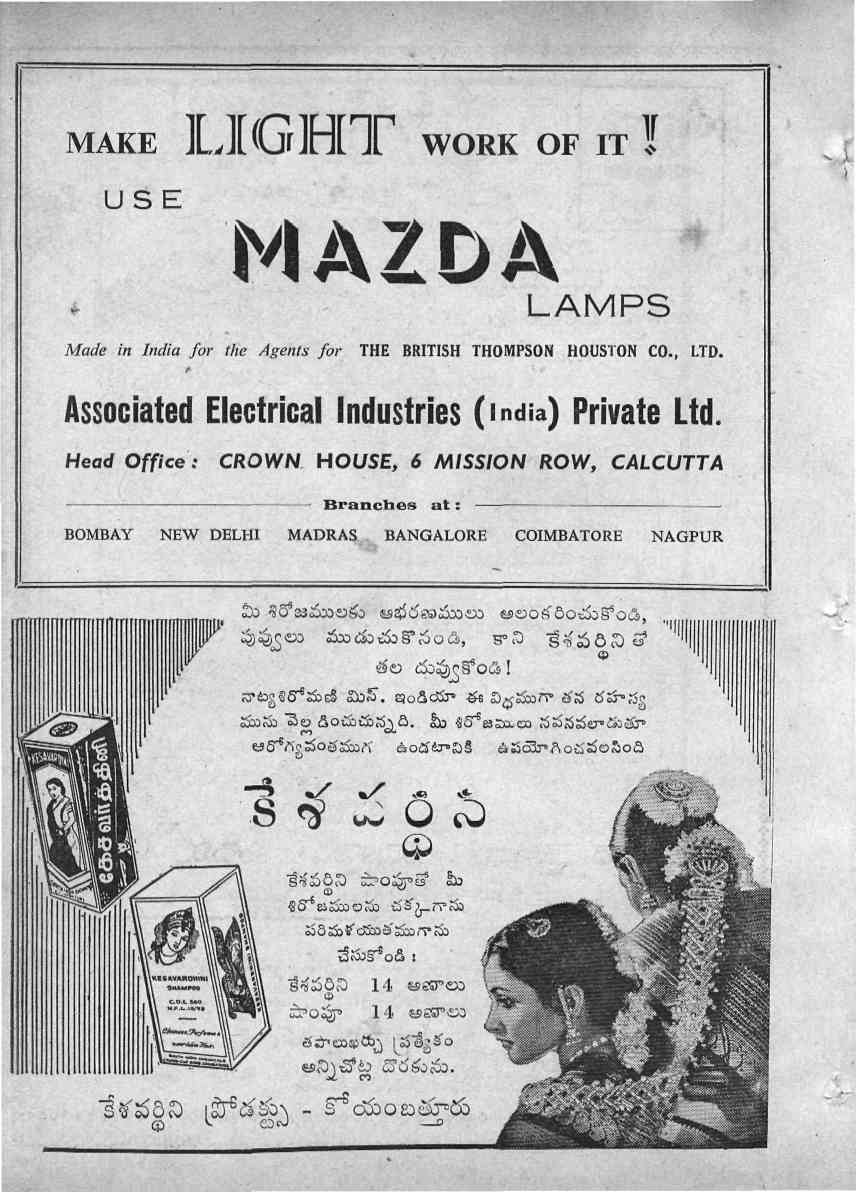 MAKE LIGHT WORK OF IT!
USE
MAZDA
LAMPS
Made in India for the Agents for THE BRITISH THOMPSON HOUSTON CO., LTD.
Associated Electrical Industries (India) Private Ltd.
Head Office: CROWN HOUSE, 6 MISSION ROW, CALCUTTA
Branches at:
BOMBAY NEW DELHI MADRAS BANGALORE COIMBATORE NAGPUR
మీ శిరోజములకు ఆభరణములు అలంకరించుకోండి,
పువ్వులు ముడుచుకొనండి, కాని కేశవర్థిని తో
తల దువ్వుకోండి!
నాట్యశిరోమణి మిస్. ఇండియా ఈ విధముగా తన రహస్య
మును వెల్లడించుచున్నది. మీ శిరోజములు నవనవలాడుతూ
ఆరోగ్యవంతముగ ఉండటానికి ఉపయోగించవలసింది
కేశవర్థిని
KESAVARDHINI
கேசவர்த்தினி
కేశవర్థిని షాంపూతో మీ
శిరోజములను చక్కగాను
పరిమళయుతముగాను
చేసుకోండి :
కేశవర్థిని 14 అణాలు
షాంపూ 14 అణాలు
తపాలుఖర్చు ప్రత్యేకం
అన్నిచోట్ల దొరకును.
KESAVARDHINI
SHAMPOO
కేశవర్థిని ప్రోడక్ట్సు - కోయంబత్తూరు